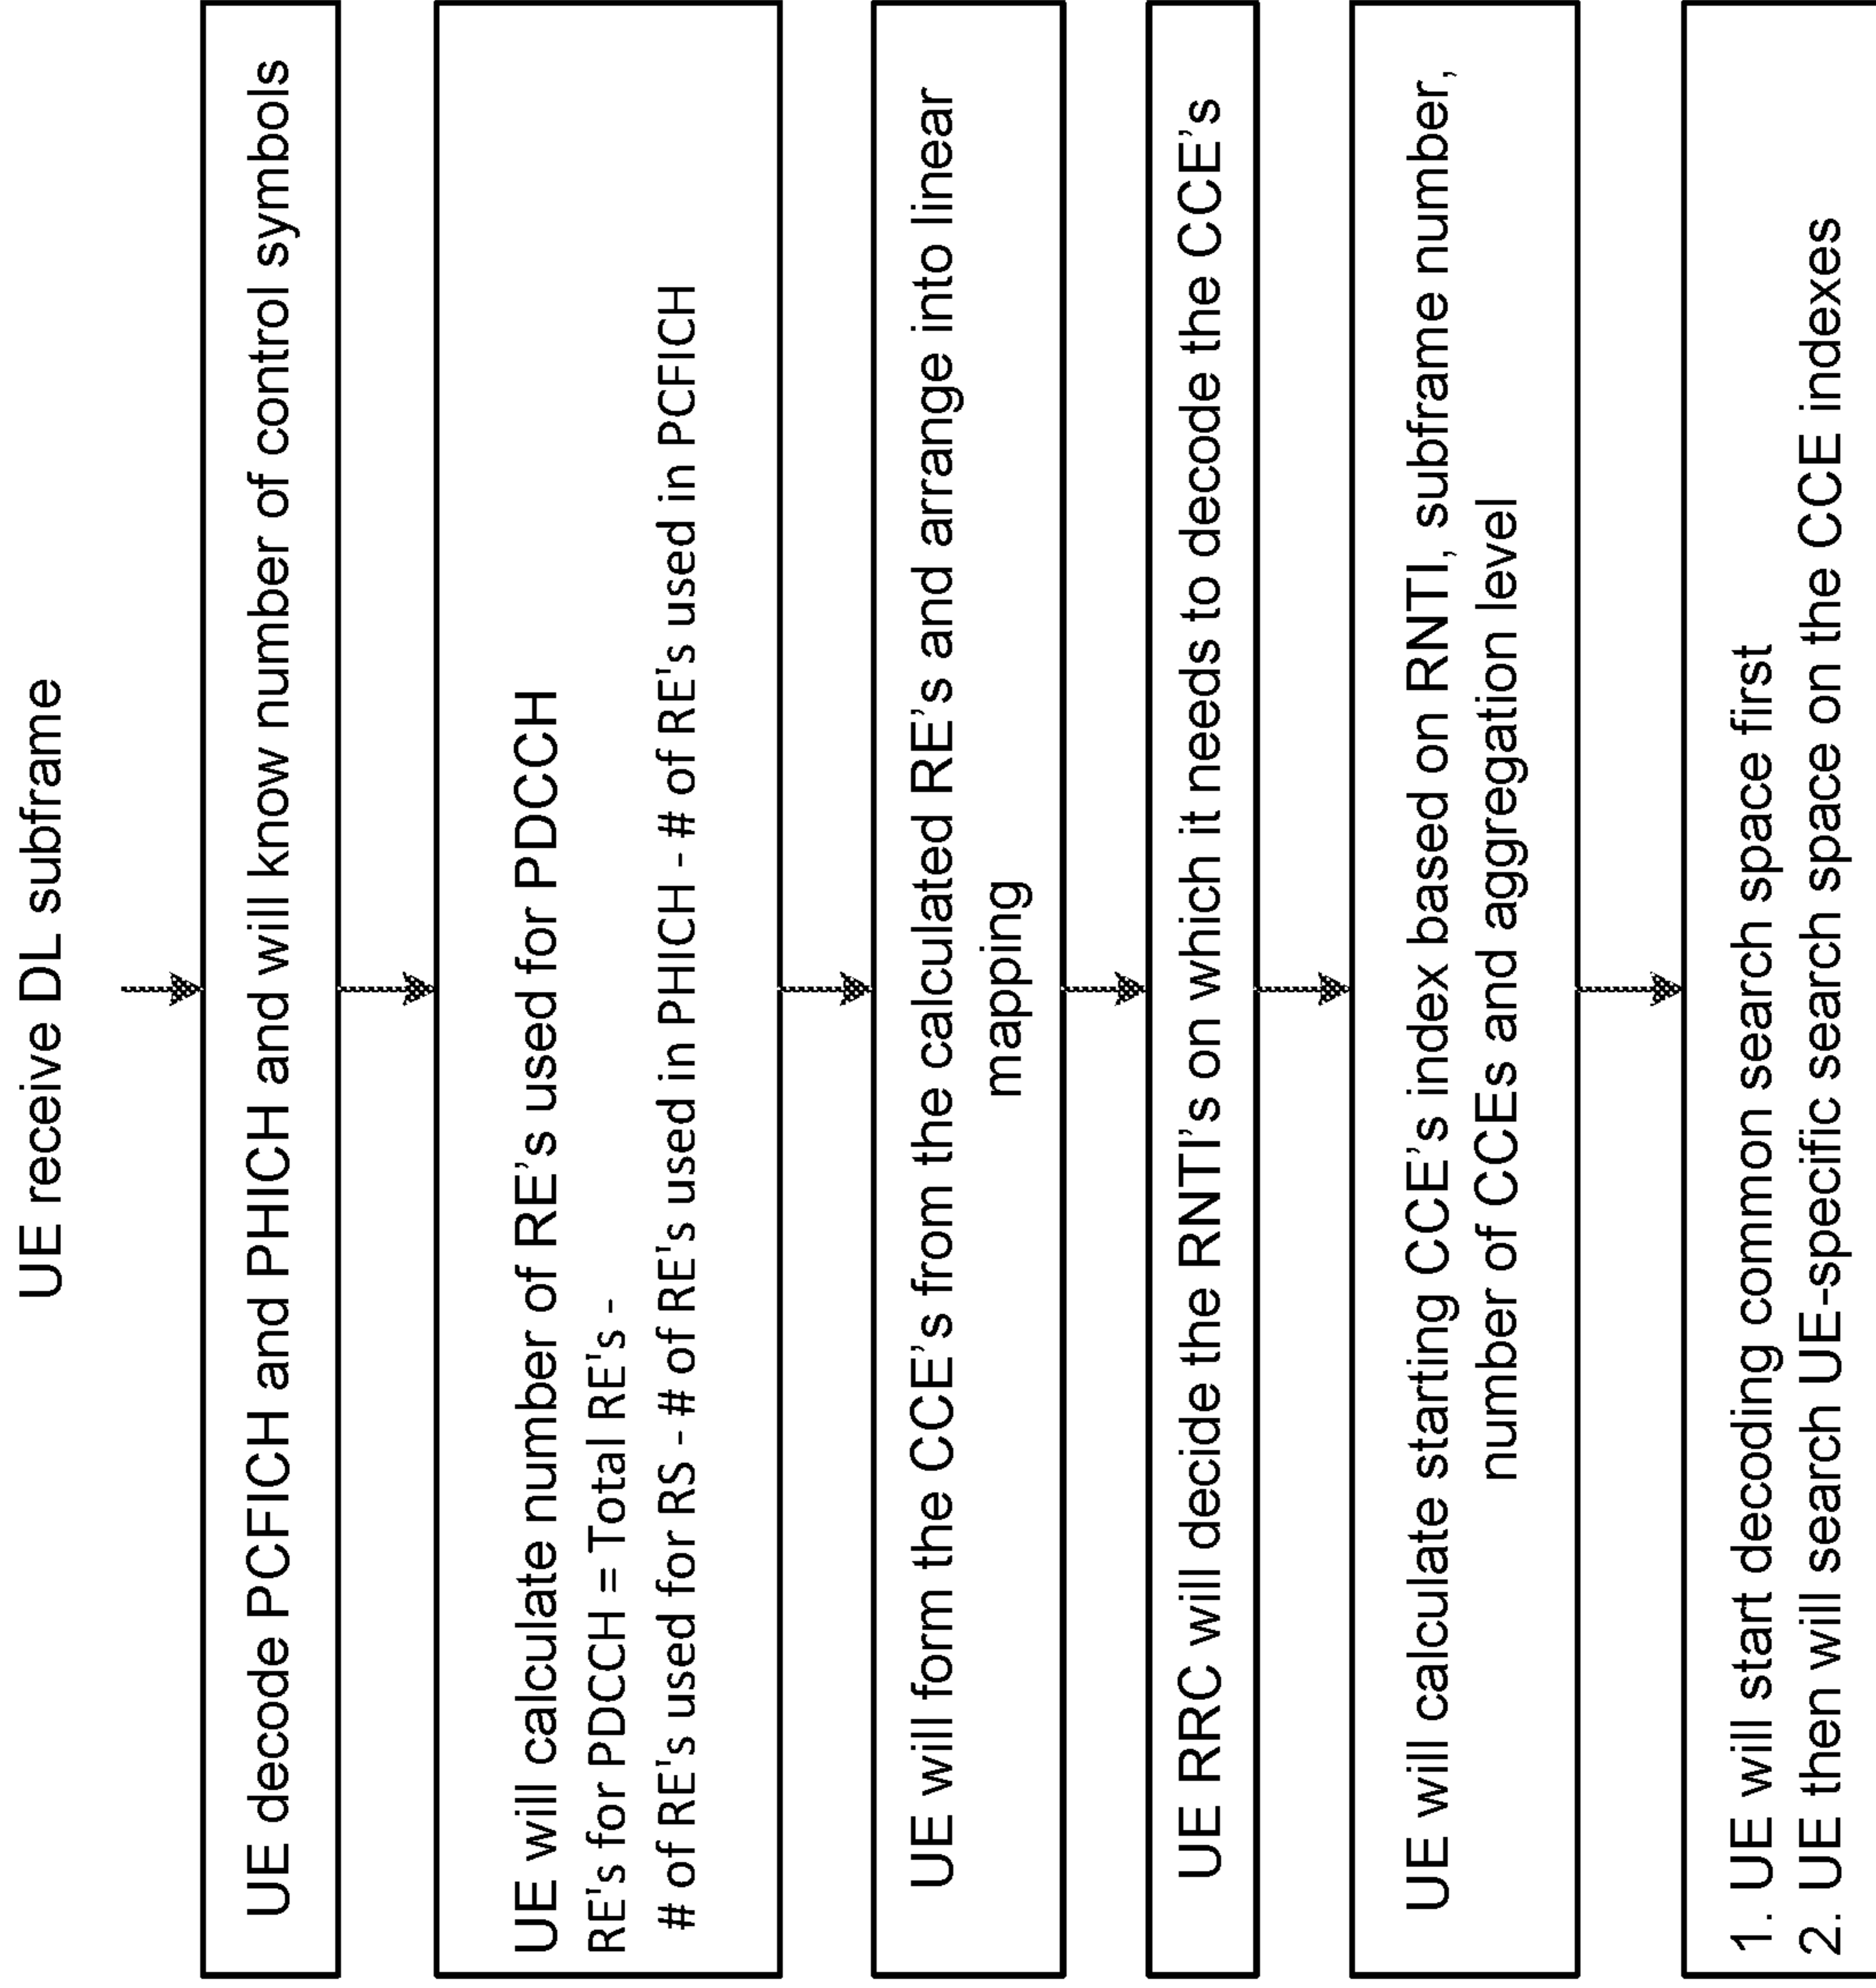 UE receive DL subframe
UE decode PCFICH and PHICH and will know number of control symbols
UE will calculate number of RE's used for PDCCH
RE's for PDCCH = Total RE's -
# of RE's used for RS - # of RE's used in PHICH - # of RE's used in PCFICH
UE will form the CCE's from the calculated RE's and arrange into linear
mapping
UE RRC will decide the RNTI's on which it needs to decode the CCE's
UE will calculate starting CCE's index based on RNTI, subframe number,
number of CCEs and aggregation level
1. UE will start decoding common search space first
2. UE then will search UE-specific search space on the CCE indexes